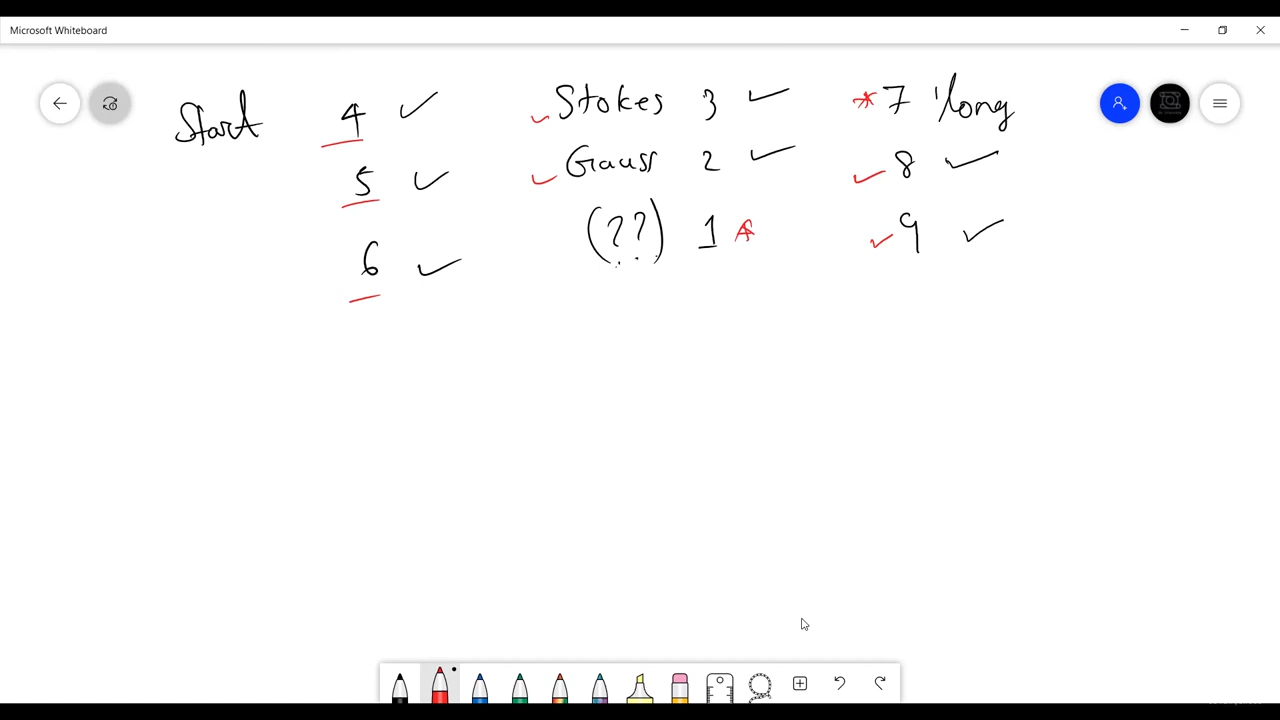 Microsoft Whiteboard
Start 4 ✓ ✓ Stokes 3 ✓ * 7 'long
5 ✓ ✓ Gauss 2 ✓ ✓ 8 ✓
6 ✓ (??) 1 * ✓ 9 ✓